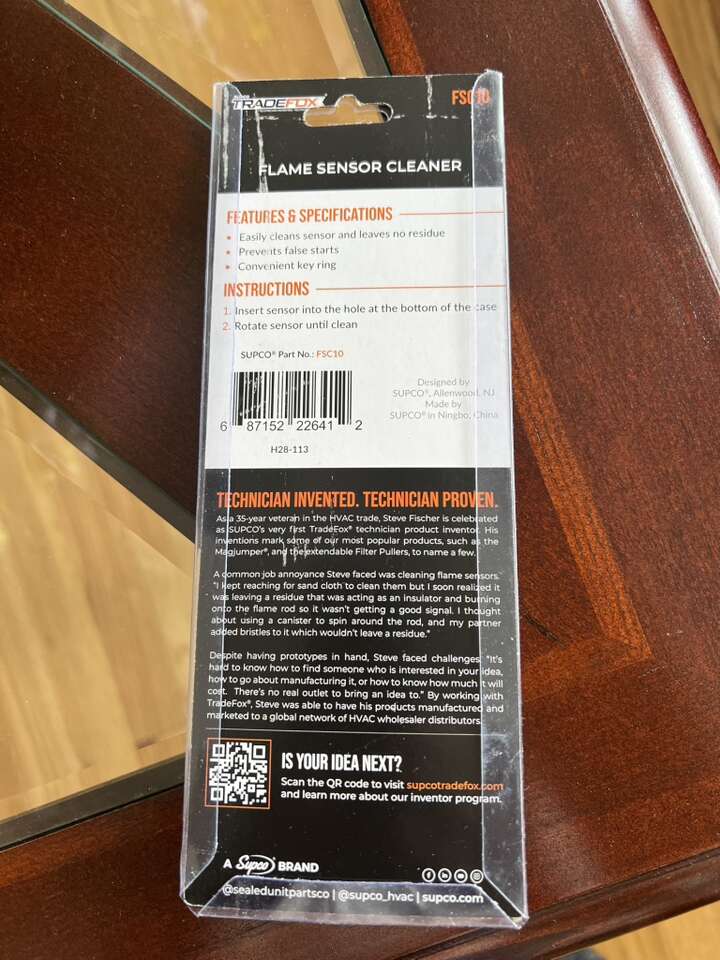 SUPCO
TRADEFOX
FSC10
FLAME SENSOR CLEANER
FEATURES & SPECIFICATIONS
• Easily cleans sensor and leaves no residue
• Prevents false starts
• Convenient key ring
INSTRUCTIONS
1. Insert sensor into the hole at the bottom of the case
2. Rotate sensor until clean
SUPCO® Part No.: FSC10
6 87152 22641 2
H28-113
Designed by
SUPCO®, Allenwood, NJ
Made by
SUPCO® in Ningbo, China
TECHNICIAN INVENTED. TECHNICIAN PROVEN.
As a 35-year veteran in the HVAC trade, Steve Fischer is celebrated
as SUPCO's very first TradeFox® technician product inventor. His
inventions mark some of our most popular products, such as the
Magjumper®, and the extendable Filter Pullers, to name a few.
A common job annoyance Steve faced was cleaning flame sensors.
"I kept reaching for sand cloth to clean them but I soon realized it
was leaving a residue that was acting as an insulator and burning
onto the flame rod so it wasn't getting a good signal. I thought
about using a canister to spin around the rod, and my partner
added bristles to it which wouldn't leave a residue."
Despite having prototypes in hand, Steve faced challenges. "It's
hard to know how to find someone who is interested in your idea,
how to go about manufacturing it, or how to know how much it will
cost. There's no real outlet to bring an idea to." By working with
TradeFox®, Steve was able to have his products manufactured and
marketed to a global network of HVAC wholesaler distributors.
IS YOUR IDEA NEXT?
Scan the QR code to visit supcotradefox.com
and learn more about our inventor program.
A Supco BRAND
@sealedunitpartsco | @supco_hvac | supco.com